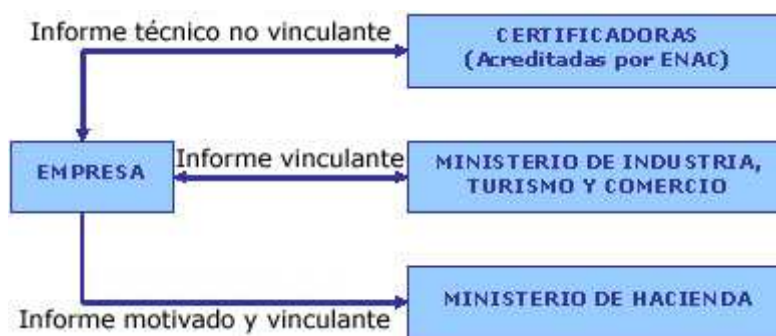 Informe técnico no vinculante
CERTIFICADORAS
(Acreditadas por ENAC)
EMPRESA
Informe vinculante
MINISTERIO DE INDUSTRIA,
TURISMO Y COMERCIO
Informe motivado y vinculante
MINISTERIO DE HACIENDA